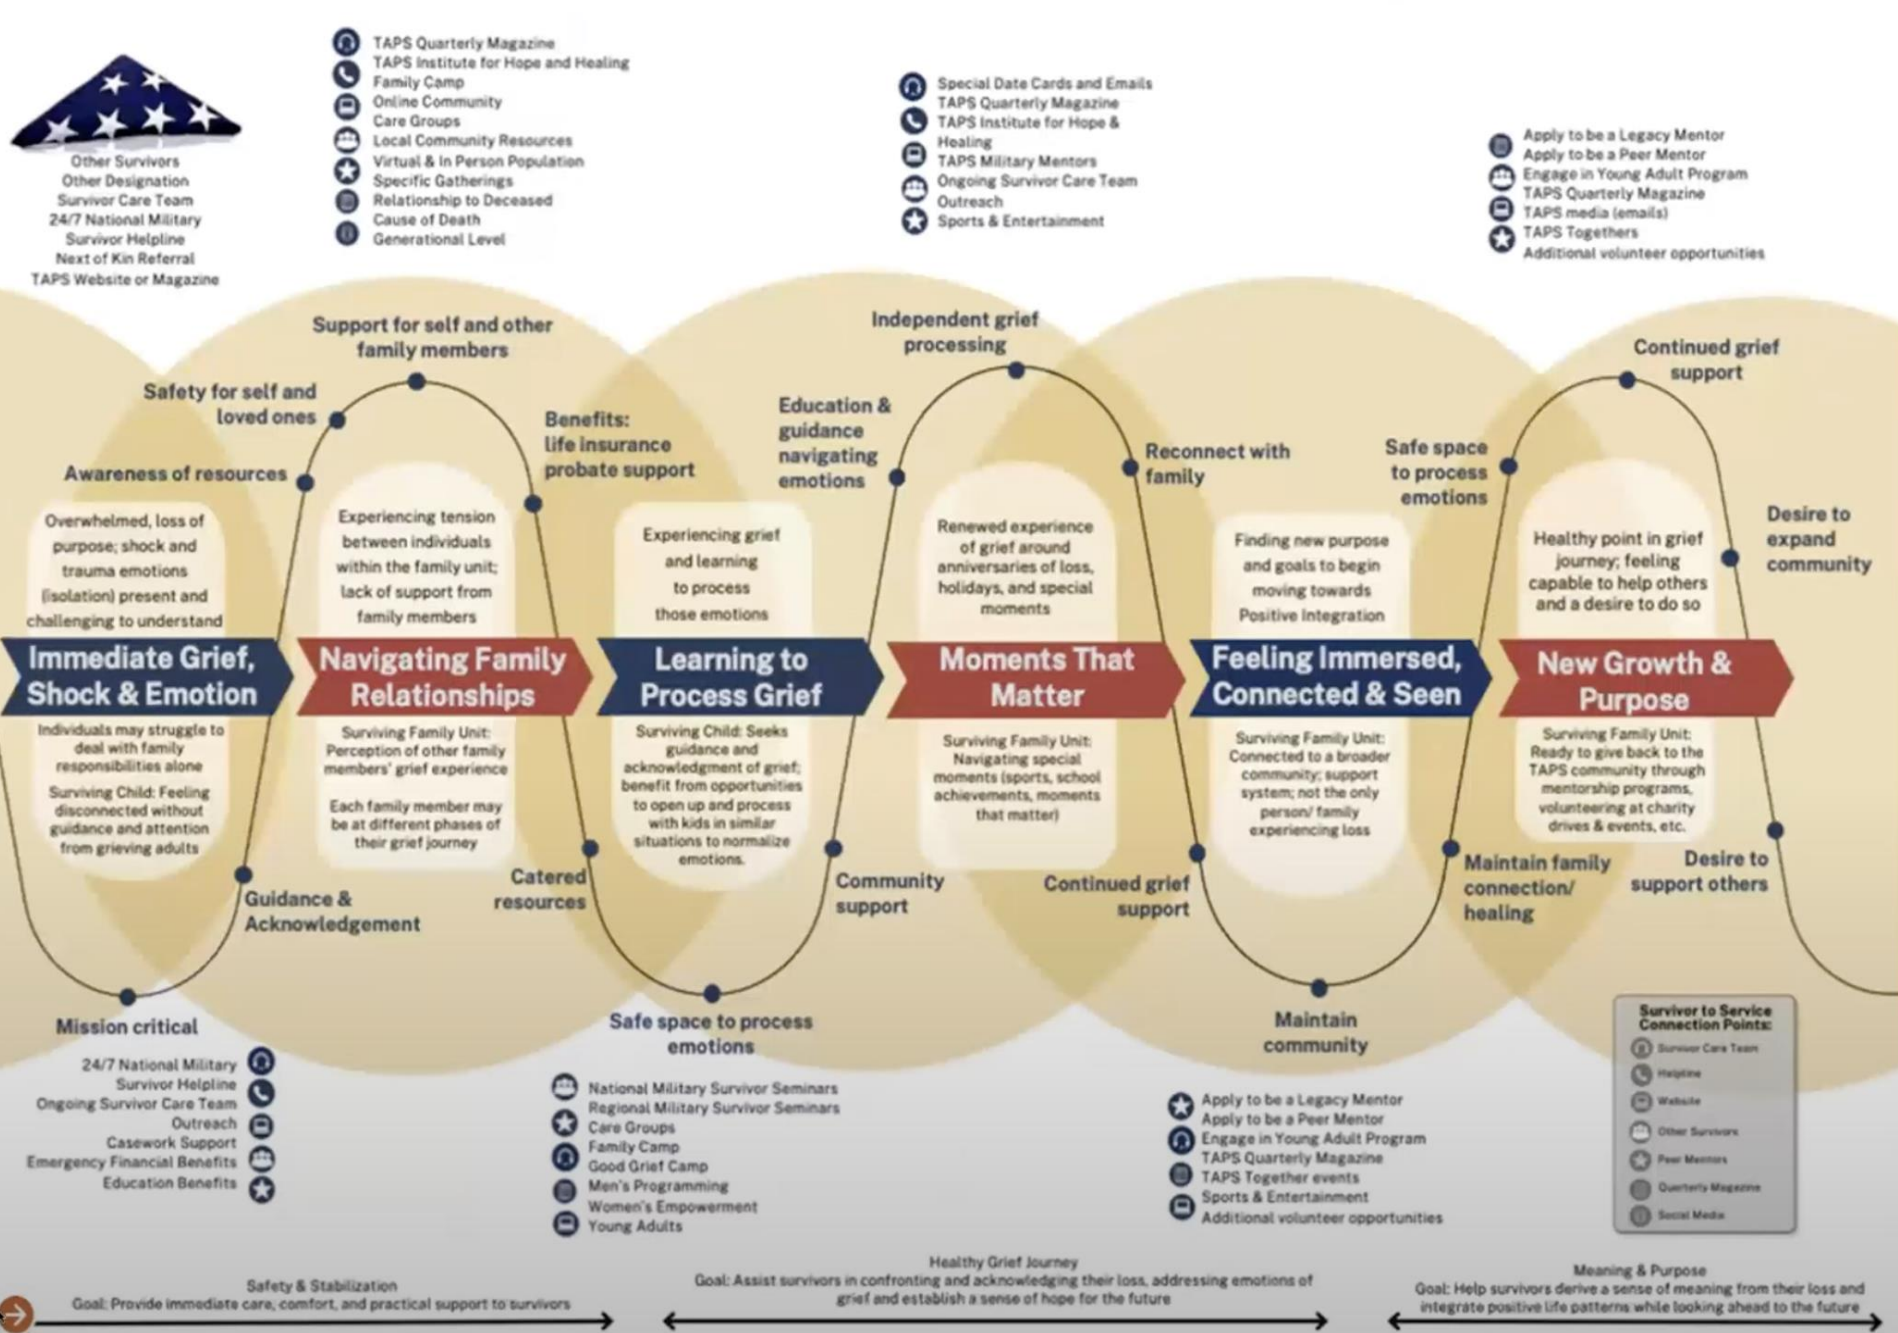 Other Survivors
Other Designation
Survivor Care Team
24/7 National Military
Survivor Helpline
Next of Kin Referral
TAPS Website or Magazine
TAPS Quarterly Magazine
TAPS Institute for Hope and Healing
Family Camp
Online Community
Care Groups
Local Community Resources
Virtual & In Person Population
Specific Gatherings
Relationship to Deceased
Cause of Death
Generational Level
Special Date Cards and Emails
TAPS Quarterly Magazine
TAPS Institute for Hope &
Healing
TAPS Military Mentors
Ongoing Survivor Care Team
Outreach
Sports & Entertainment
Apply to be a Legacy Mentor
Apply to be a Peer Mentor
Engage in Young Adult Program
TAPS Quarterly Magazine
TAPS media (emails)
TAPS Togethers
Additional volunteer opportunities
Support for self and other
family members
Safety for self and
loved ones
Awareness of resources
Benefits:
life insurance
probate support
Independent grief
processing
Education &
guidance
navigating
emotions
Reconnect with
family
Safe space
to process
emotions
Continued grief
support
Desire to
expand
community
Overwhelmed, loss of
purpose; shock and
trauma emotions
(isolation) present and
challenging to understand
Immediate Grief,
Shock & Emotion
Individuals may struggle to
deal with family
responsibilities alone
Surviving Child: Feeling
disconnected without
guidance and attention
from grieving adults
Experiencing tension
between individuals
within the family unit;
lack of support from
family members
Navigating Family
Relationships
Surviving Family Unit:
Perception of other family
members' grief experience
Each family member may
be at different phases of
their grief journey
Experiencing grief
and learning
to process
those emotions
Learning to
Process Grief
Surviving Child: Seeks
guidance and
acknowledgment of grief;
benefit from opportunities
to open up and process
with kids in similar
situations to normalize
emotions.
Renewed experience
of grief around
anniversaries of loss,
holidays, and special
moments
Moments That
Matter
Surviving Family Unit:
Navigating special
moments (sports, school
achievements, moments
that matter)
Finding new purpose
and goals to begin
moving towards
Positive Integration
Feeling Immersed,
Connected & Seen
Surviving Family Unit:
Connected to a broader
community; support
system; not the only
person/ family
experiencing loss
Healthy point in grief
journey; feeling
capable to help others
and a desire to do so
New Growth &
Purpose
Surviving Family Unit:
Ready to give back to the
TAPS community through
mentorship programs,
volunteering at charity
drives & events, etc.
Guidance &
Acknowledgement
Catered
resources
Community
support
Continued grief
support
Maintain family
connection/
healing
Desire to
support others
Mission critical
24/7 National Military
Survivor Helpline
Ongoing Survivor Care Team
Outreach
Casework Support
Emergency Financial Benefits
Education Benefits
Safe space to process
emotions
National Military Survivor Seminars
Regional Military Survivor Seminars
Care Groups
Family Camp
Good Grief Camp
Men's Programming
Women's Empowerment
Young Adults
Maintain
community
Apply to be a Legacy Mentor
Apply to be a Peer Mentor
Engage in Young Adult Program
TAPS Quarterly Magazine
TAPS Together events
Sports & Entertainment
Additional volunteer opportunities
Survivor to Service
Connection Points:
Survivor Care Team
Helpline
Website
Other Survivors
Peer Mentors
Quarterly Magazine
Social Media
Safety & Stabilization
Goal: Provide immediate care, comfort, and practical support to survivors
Healthy Grief Journey
Goal: Assist survivors in confronting and acknowledging their loss, addressing emotions of
grief and establish a sense of hope for the future
Meaning & Purpose
Goal: Help survivors derive a sense of meaning from their loss and
integrate positive life patterns while looking ahead to the future